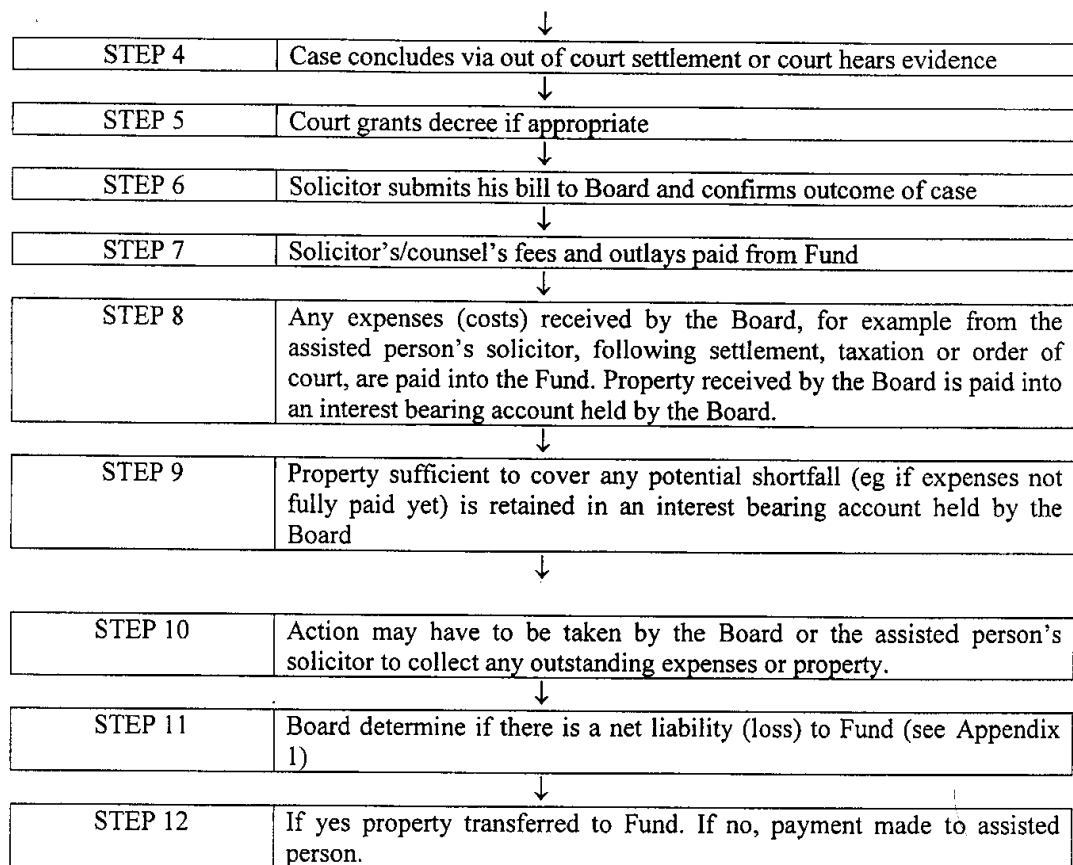 STEP 4 Case concludes via out of court settlement or court hears evidence
STEP 5 Court grants decree if appropriate
STEP 6 Solicitor submits his bill to Board and confirms outcome of case
STEP 7 Solicitor's/counsel's fees and outlays paid from Fund
STEP 8 Any expenses (costs) received by the Board, for example from the
assisted person's solicitor, following settlement, taxation or order of
court, are paid into the Fund. Property received by the Board is paid into
an interest bearing account held by the Board.
STEP 9 Property sufficient to cover any potential shortfall (eg if expenses not
fully paid yet) is retained in an interest bearing account held by the
Board
STEP 10 Action may have to be taken by the Board or the assisted person's
solicitor to collect any outstanding expenses or property.
STEP 11 Board determine if there is a net liability (loss) to Fund (see Appendix
1)
STEP 12 If yes property transferred to Fund. If no, payment made to assisted
person.